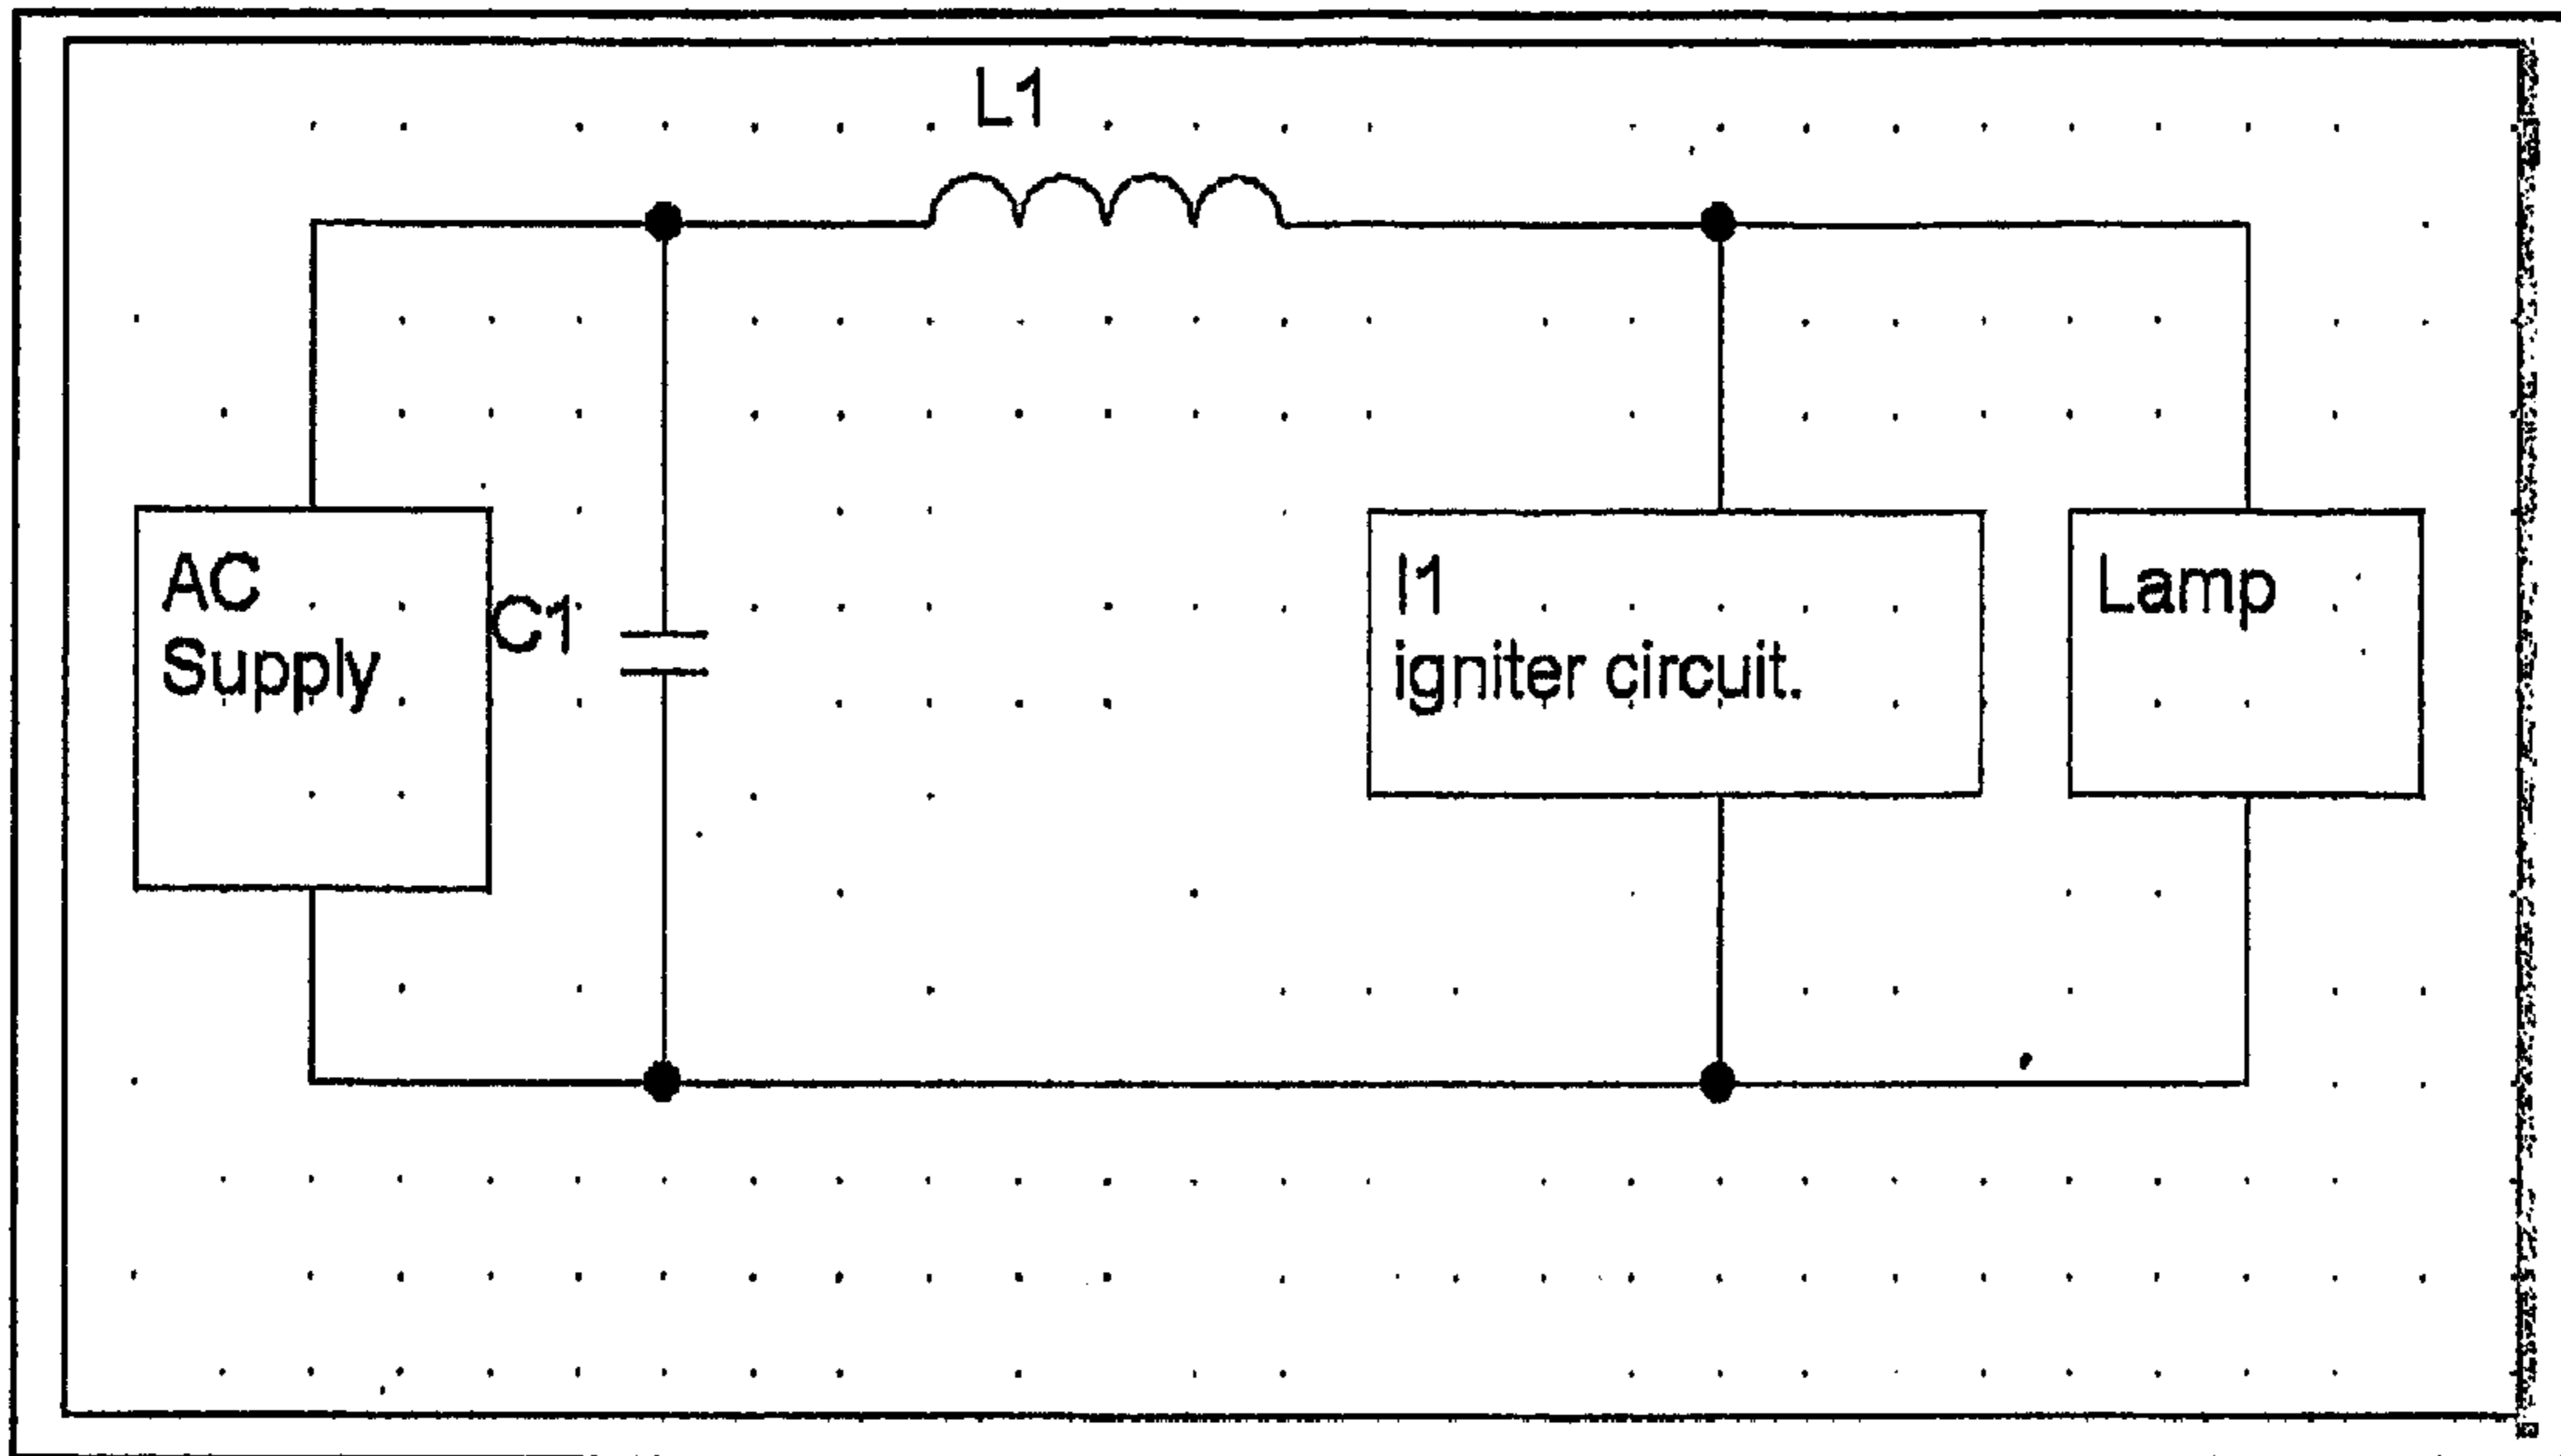 L1
AC
Supply
C1
I1
igniter circuit.
Lamp